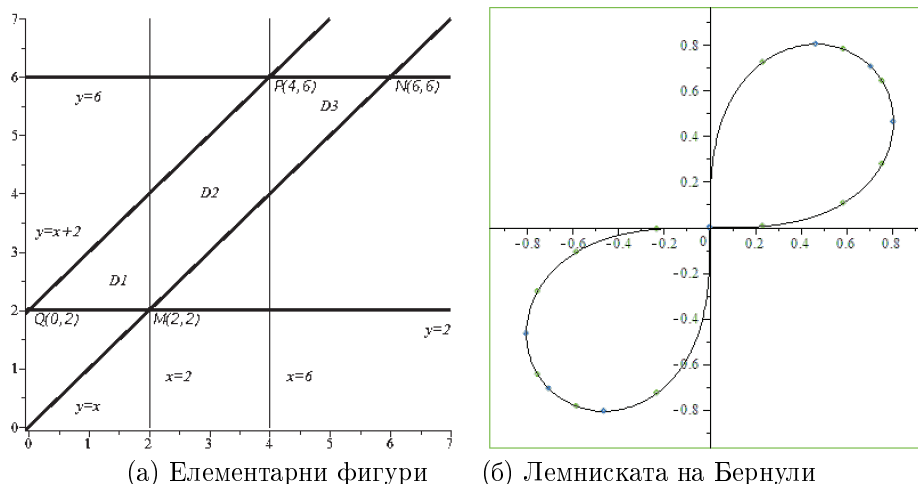 7
6
5
4
3
2
1
0
0 1 2 3 4 5 6 7
y=6
P(4,6)
N(6,6)
D3
D2
y=x+2
D1
Q(0,2)
M(2,2)
y=2
x=2
x=6
y=x
0.8
0.6
0.4
0.2
-0.8 -0.6 -0.4 -0.2 0 0.2 0.4 0.6 0.8
-0.2
-0.4
-0.6
-0.8
(а) Елементарни фигури
(б) Лемниската на Бернули